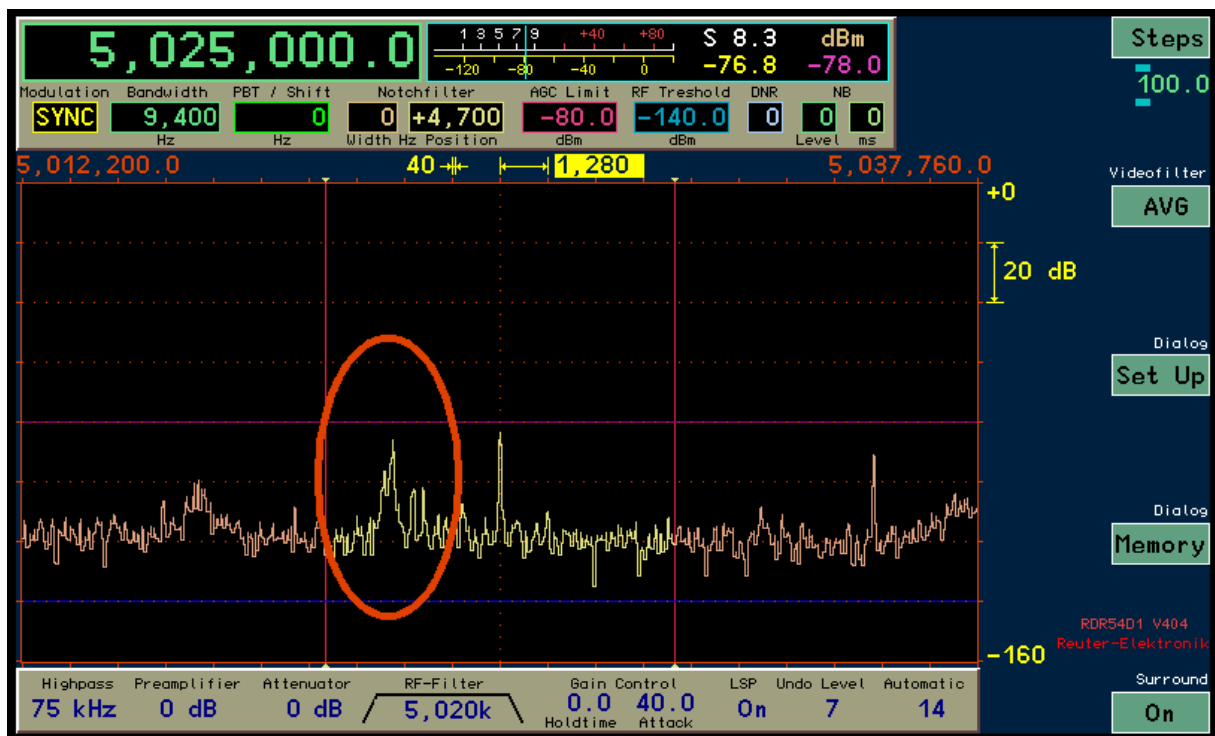 5,025,000.0
1 3 5 7 9 +40 +80
-120 -80 -40 0
S 8.3 dBm
-76.8 -78.0
Steps
100.0
Modulation Bandwidth PBT / Shift Notchfilter AGC Limit RF Treshold DNR NB
SYNC 9,400 0 0 +4,700 -80.0 -140.0 0 0 0
Hz Hz Width Hz Position dBm dBm Level ms
5,012,200.0 40 1,280 5,037,760.0
+0
20 dB
-160
Videofilter
AVG
Dialog
Set Up
Dialog
Memory
RDR54D1 V404
Reuter-Elektronik
Surround
On
Highpass Preamplifier Attenuator RF-Filter Gain Control LSP Undo Level Automatic
75 kHz 0 dB 0 dB 5,020k 0.0 40.0 On 7 14
Holdtime Attack